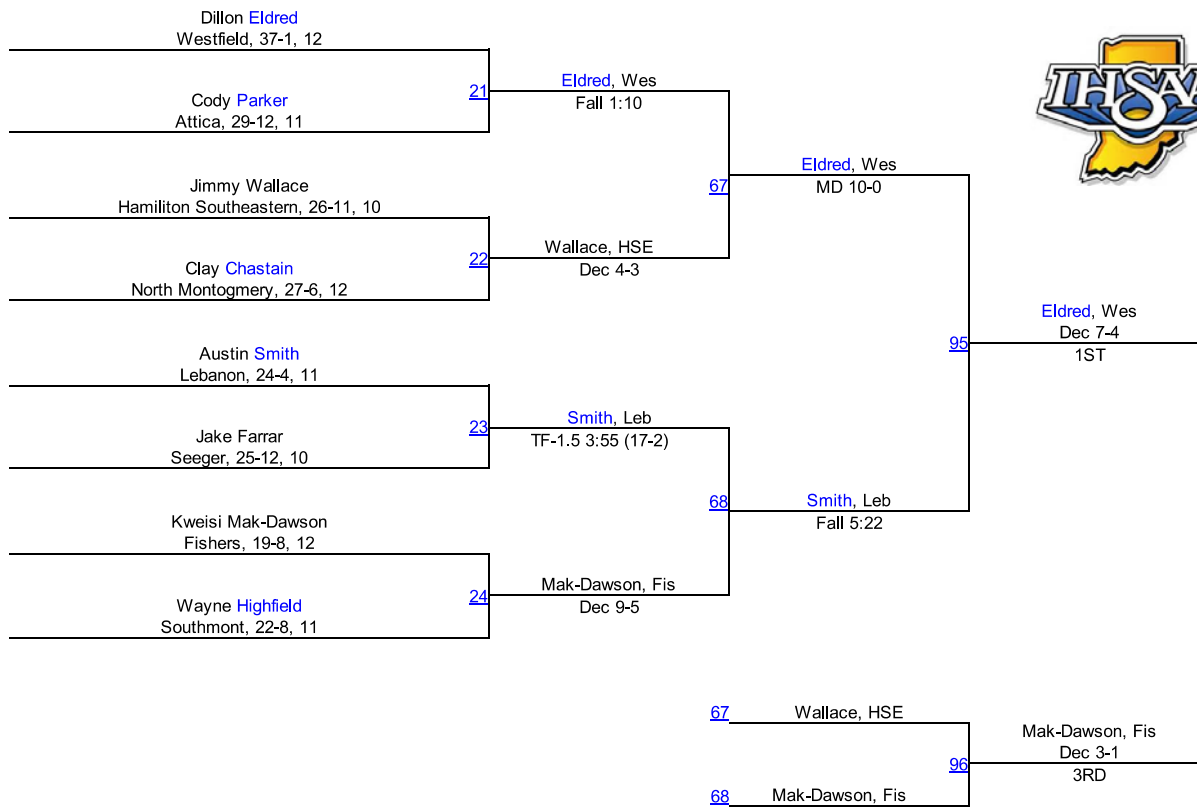 Dillon Eldred
Westfield, 37-1, 12
Cody Parker
Attica, 29-12, 11
21
Eldred, Wes
Fall 1:10
Jimmy Wallace
Hamiliton Southeastern, 26-11, 10
Clay Chastain
North Montogmery, 27-6, 12
22
Wallace, HSE
Dec 4-3
67
Eldred, Wes
MD 10-0
Austin Smith
Lebanon, 24-4, 11
Jake Farrar
Seeger, 25-12, 10
23
Smith, Leb
TF-1.5 3:55 (17-2)
Kweisi Mak-Dawson
Fishers, 19-8, 12
Wayne Highfield
Southmont, 22-8, 11
24
Mak-Dawson, Fis
Dec 9-5
68
Smith, Leb
Fall 5:22
95
Eldred, Wes
Dec 7-4
1ST
IHSAA
67
Wallace, HSE
68
Mak-Dawson, Fis
96
Mak-Dawson, Fis
Dec 3-1
3RD